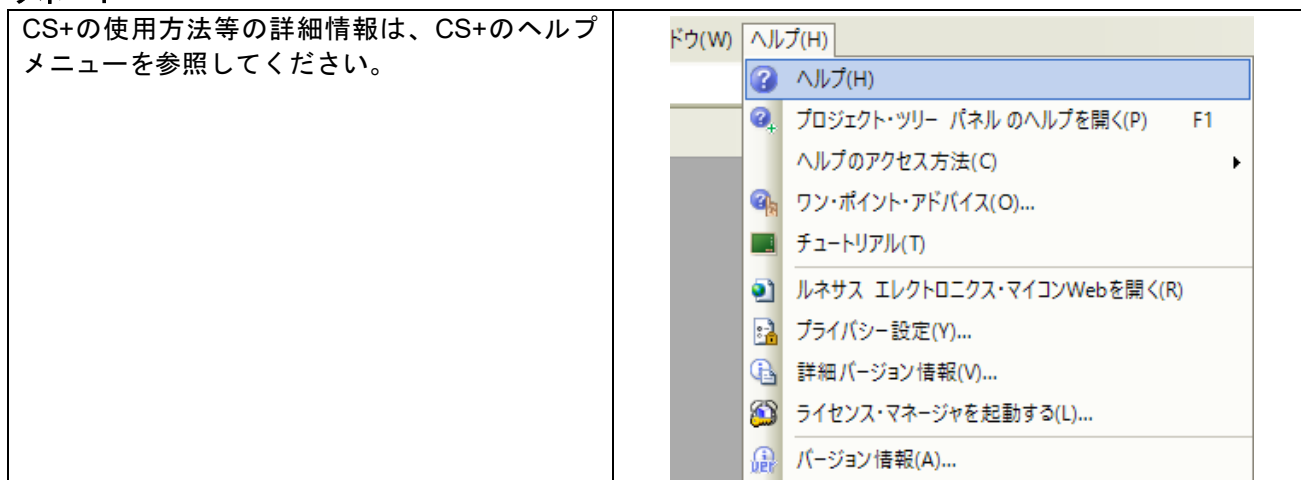 CS+の使用方法等の詳細情報は、CS+のヘルプ
メニューを参照してください。
ドウ(W) ヘルプ(H)
ヘルプ(H)
プロジェクト・ツリー パネル のヘルプを開く(P) F1
ヘルプのアクセス方法(C)
ワン・ポイント・アドバイス(O)...
チュートリアル(T)
ルネサス エレクトロニクス・マイコンWebを開く(R)
プライバシー設定(Y)...
詳細バージョン情報(V)...
ライセンス・マネージャを起動する(L)...
バージョン情報(A)...